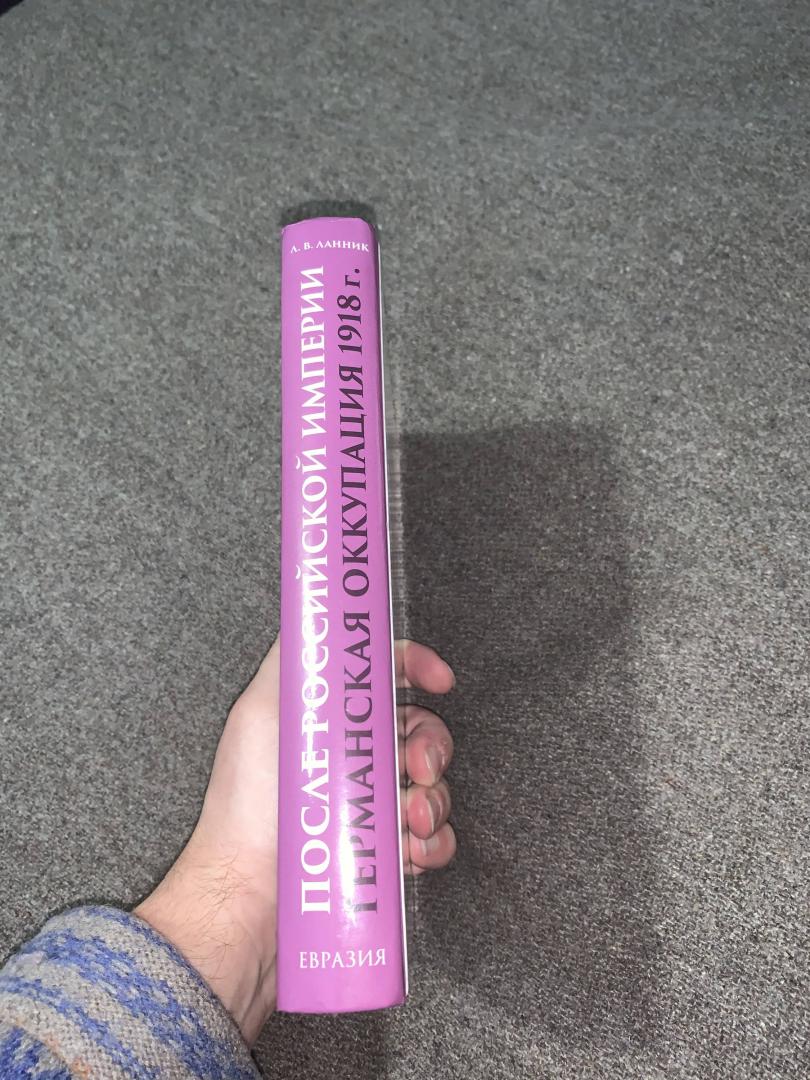 Л. В. ЛАННИК
ПОСЛЕ РОССИЙСКОЙ ИМПЕРИИ
ГЕРМАНСКАЯ ОККУПАЦИЯ 1918 г.
ЕВРАЗИЯ